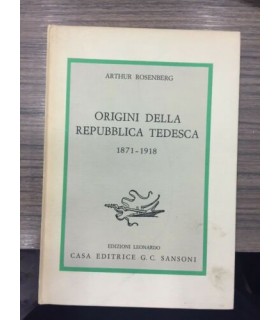 ARTHUR ROSENBERG
ORIGINI DELLA
REPUBBLICA TEDESCA
1871-1918
EDIZIONI LEONARDO
CASA EDITRICE G. C. SANSONI